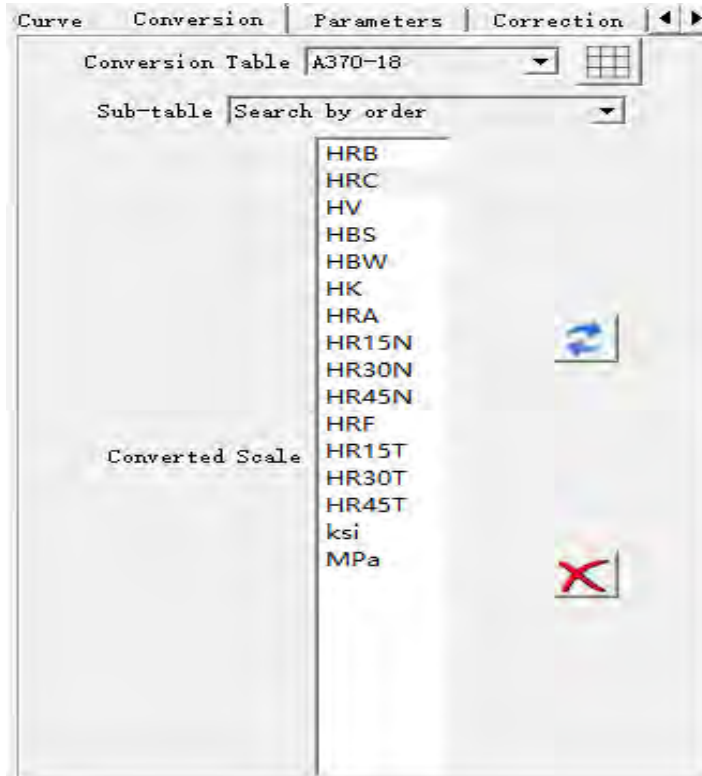 Curve Conversion Parameters Correction
Conversion Table A370-18
Sub-table Search by order
HRB
HRC
HV
HBS
HBW
HK
HRA
HR15N
HR30N
HR45N
HRF
Converted Scale HR15T
HR30T
HR45T
ksi
MPa